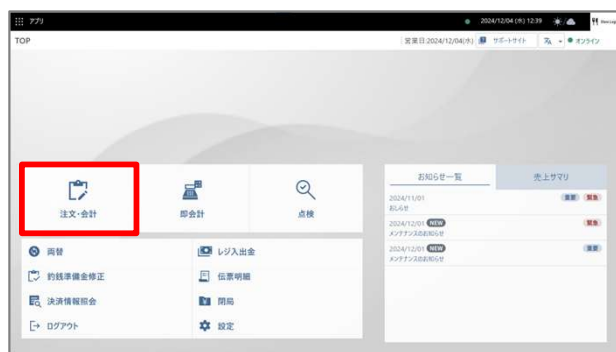 アプリ
2024/12/04 (水) 12:39
TOP
営業日:2024/12/04(水)
サポートサイト
オンライン
注文・会計
即会計
点検
両替
レジ入出金
釣銭準備金修正
伝票明細
決済情報照会
開局
ログアウト
設定
お知らせ一覧
売上サマリ
2024/11/01
重要
緊急
おしらせ
2024/12/01 NEW
緊急
メンテナンスのお知らせ
2024/12/01 NEW
重要
メンテナンスのお知らせ